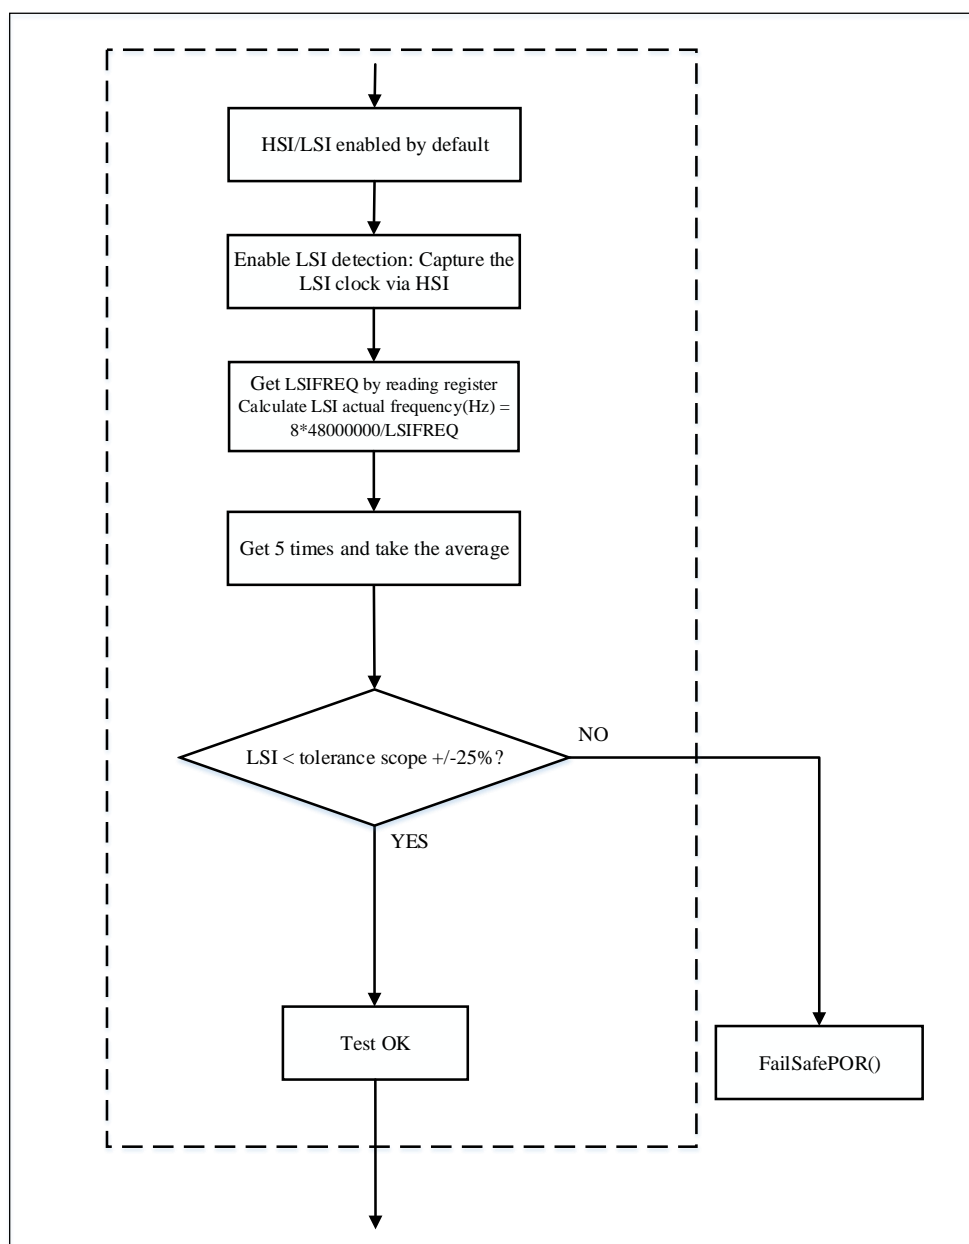 HSI/LSI enabled by default
Enable LSI detection: Capture the
LSI clock via HSI
Get LSIFREQ by reading register
Calculate LSI actual frequency(Hz) =
8*48000000/LSIFREQ
Get 5 times and take the average
LSI < tolerance scope +/-25%?
NO
YES
Test OK
FailSafePOR()